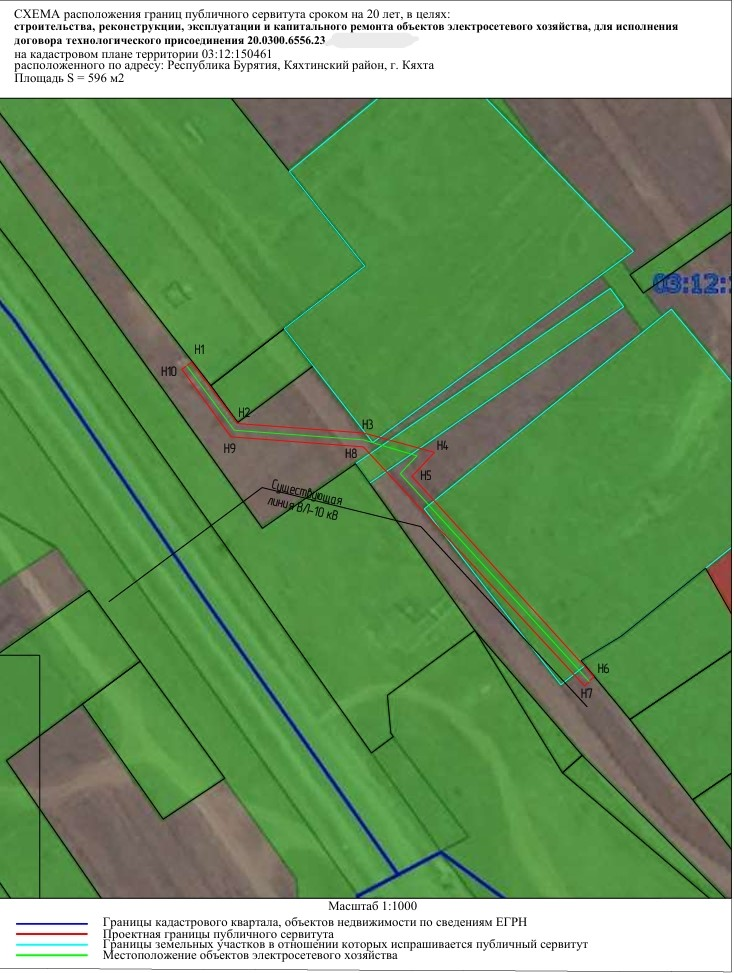 СХЕМА расположения границ публичного сервитута сроком на 20 лет, в целях:
строительства, реконструкции, эксплуатации и капитального ремонта объектов электросетевого хозяйства, для исполнения
договора технологического присоединения 20.0300.6556.23
на кадастровом плане территории 03:12:150461
расположенного по адресу: Республика Бурятия, Кяхтинский район, г. Кяхта
Площадь S = 596 м2
03:12:
Н1
Н10
Н2
Н3
Н9
Н8
Н4
Н5
Существующая
линия ВЛ-10 кВ
Н6
Н7
Масштаб 1:1000
Границы кадастрового квартала, объектов недвижимости по сведениям ЕГРН
Проектная границы публичного сервитута
Границы земельных участков в отношении которых испрашивается публичный сервитут
Местоположение объектов электросетевого хозяйства